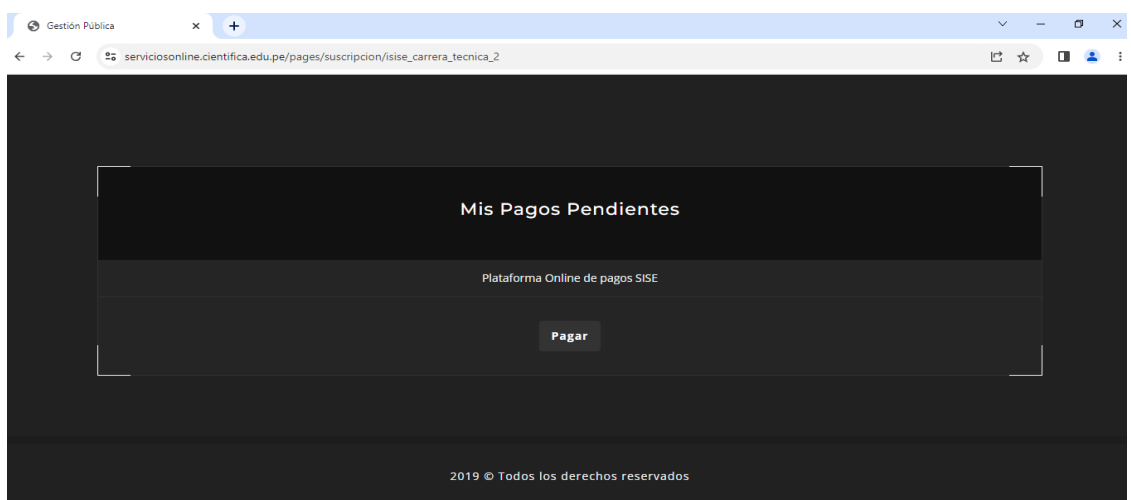 Gestión Pública
serviciosonline.cientifica.edu.pe/pages/suscripcion/isise_carrera_tecnica_2
Mis Pagos Pendientes
Plataforma Online de pagos SISE
Pagar
2019 © Todos los derechos reservados